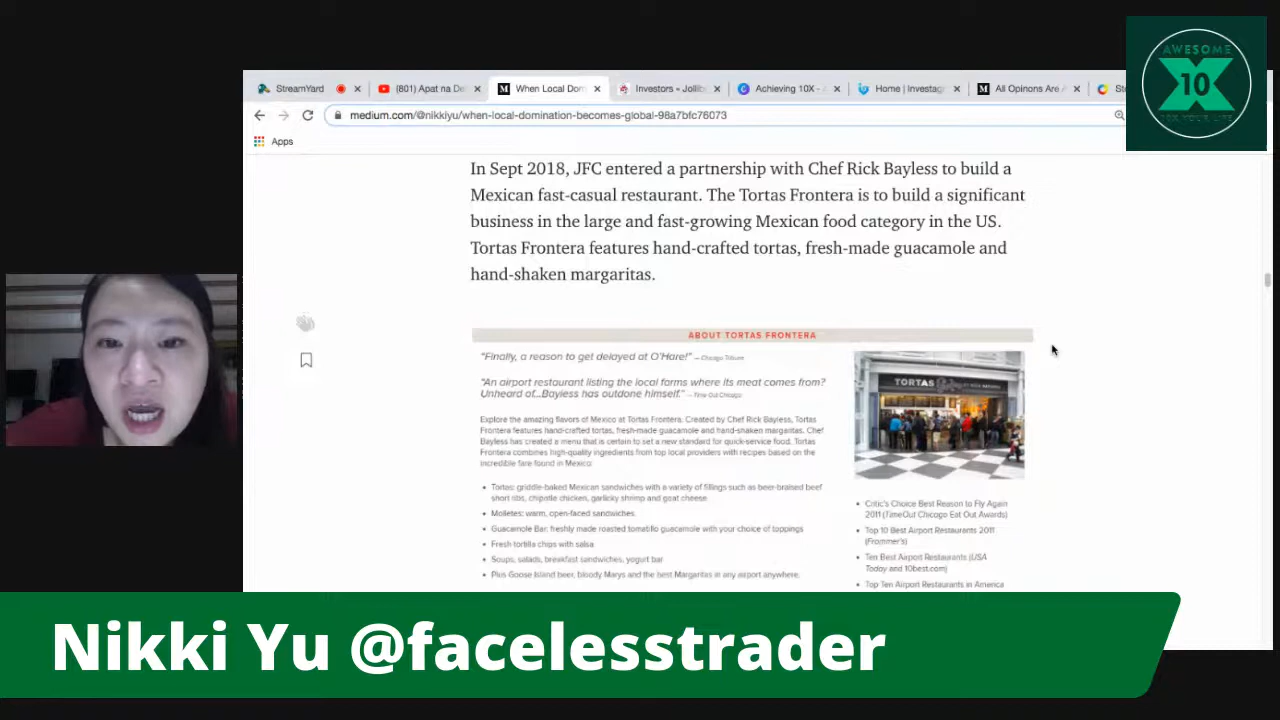 AWESOME
10
10X YOUR LIFE
StreamYard
(801) Apat na De
When Local Dom
Investors » Jollib
Achieving 10X - A
Home | Investag
All Opinons Are A
Sto
medium.com/@nikkiyu/when-local-domination-becomes-global-98a7bfc76073
Apps
In Sept 2018, JFC entered a partnership with Chef Rick Bayless to build a
Mexican fast-casual restaurant. The Tortas Frontera is to build a significant
business in the large and fast-growing Mexican food category in the US.
Tortas Frontera features hand-crafted tortas, fresh-made guacamole and
hand-shaken margaritas.
ABOUT TORTAS FRONTERA
"Finally, a reason to get delayed at O'Hare!" — Chicago Tribune
"An airport restaurant listing the local farms where its meat comes from?
Unheard of...Bayless has outdone himself." — Time Out Chicago
Explore the amazing flavors of Mexico at Tortas Frontera. Created by Chef Rick Bayless, Tortas
Frontera features hand-crafted tortas, fresh-made guacamole and hand-shaken margaritas. Chef
Bayless has created a menu that is certain to set a new standard for quick-service food. Tortas
Frontera combines high-quality ingredients from top local providers with recipes based on the
incredible fare found in Mexico:
• Tortas: griddle-baked Mexican sandwiches with a variety of fillings such as beer-braised beef
short ribs, chipotle chicken, garlicky shrimp and goat cheese.
• Molletes: warm, open-faced sandwiches.
• Guacamole Bar: freshly made roasted tomatillo guacamole with your choice of toppings
• Fresh tortilla chips with salsa
• Soups, salads, breakfast sandwiches, yogurt bar
• Plus Goose Island beer, bloody Marys and the best Margaritas in any airport anywhere.
TORTAS
• Critic's Choice Best Reason to Fly Again
2011 (TimeOut Chicago Eat Out Awards)
• Top 10 Best Airport Restaurants 2011
(Frommer's)
• Ten Best Airport Restaurants (USA
Today and 10best.com)
• Top Ten Airport Restaurants in America
Nikki Yu @facelesstrader